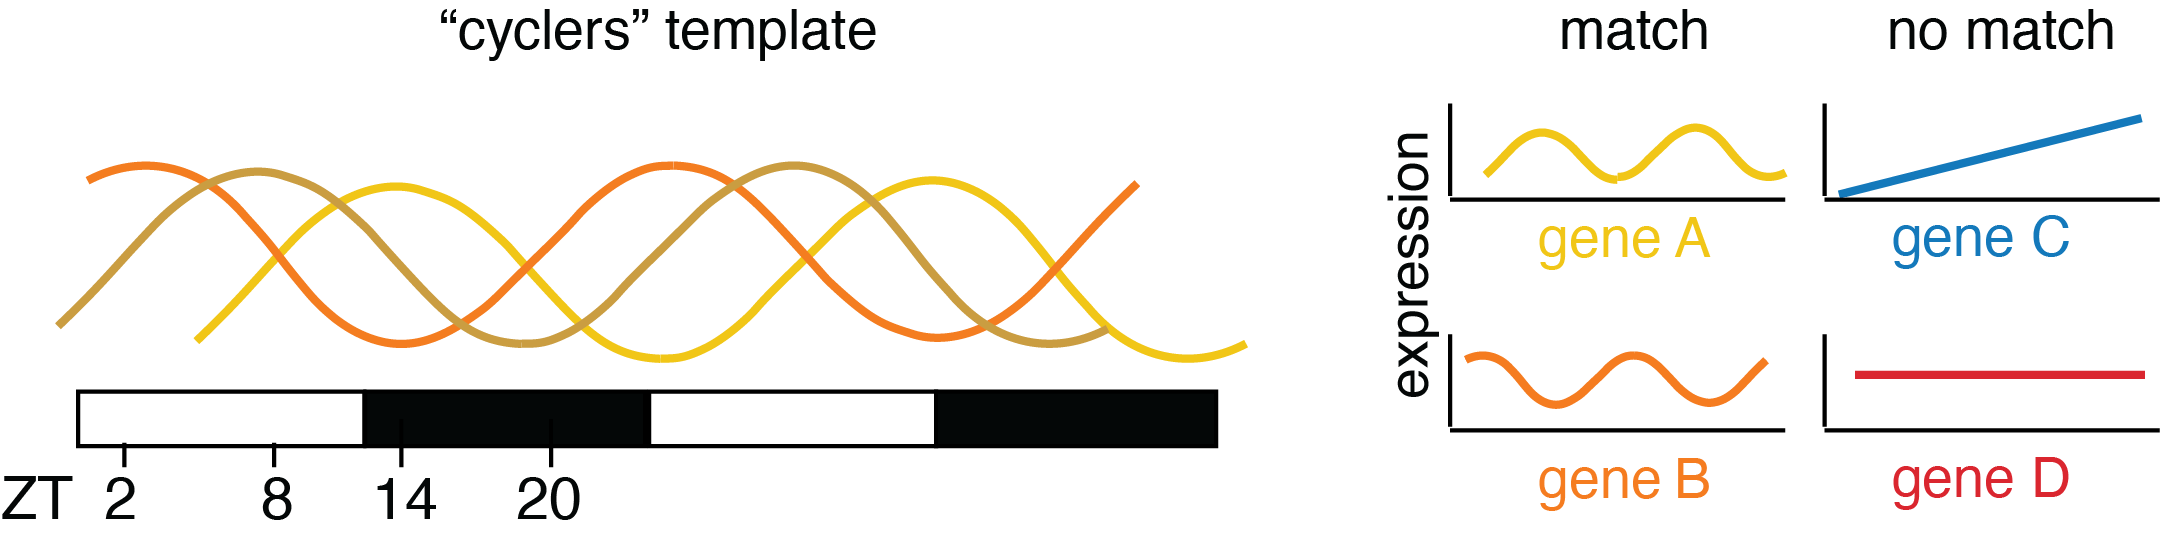 “cyclers” template
ZT 2 8 14 20
match
no match
expression
gene A
gene C
gene B
gene D